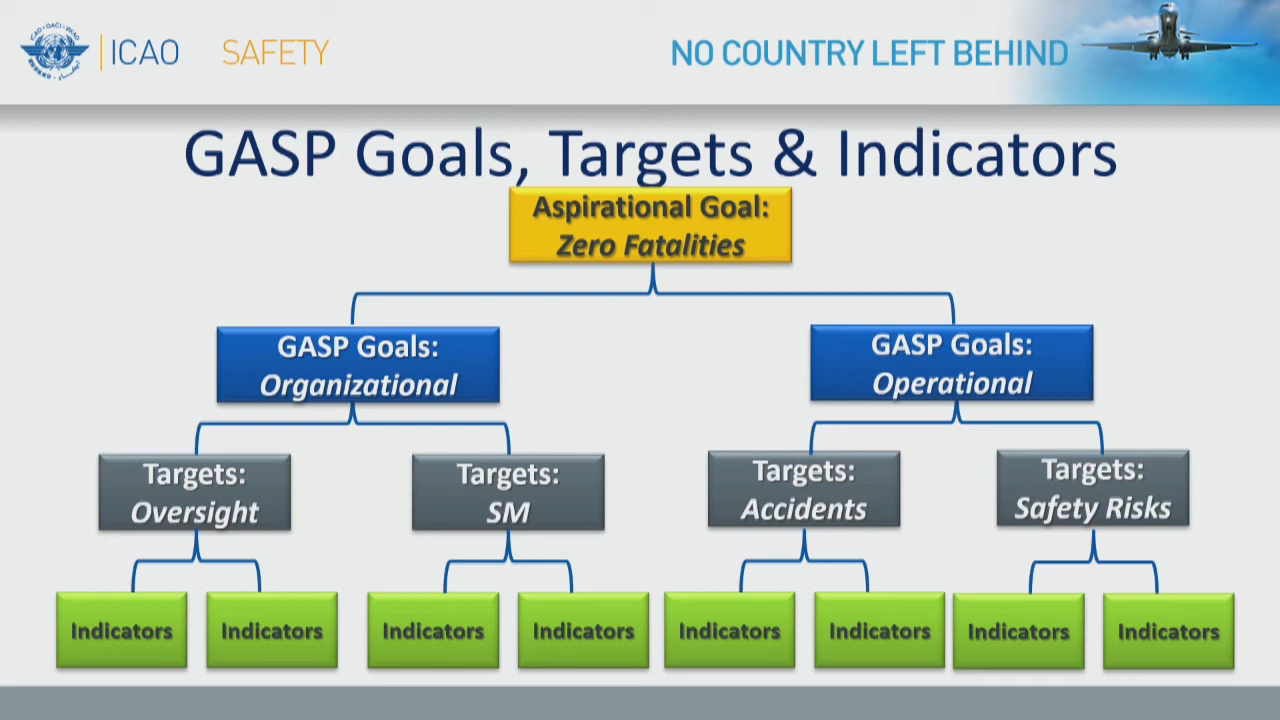 ICAO SAFETY
NO COUNTRY LEFT BEHIND
GASP Goals, Targets & Indicators
Aspirational Goal:
Zero Fatalities
GASP Goals:
Organizational
GASP Goals:
Operational
Targets:
Oversight
Targets:
SM
Targets:
Accidents
Targets:
Safety Risks
Indicators
Indicators
Indicators
Indicators
Indicators
Indicators
Indicators
Indicators